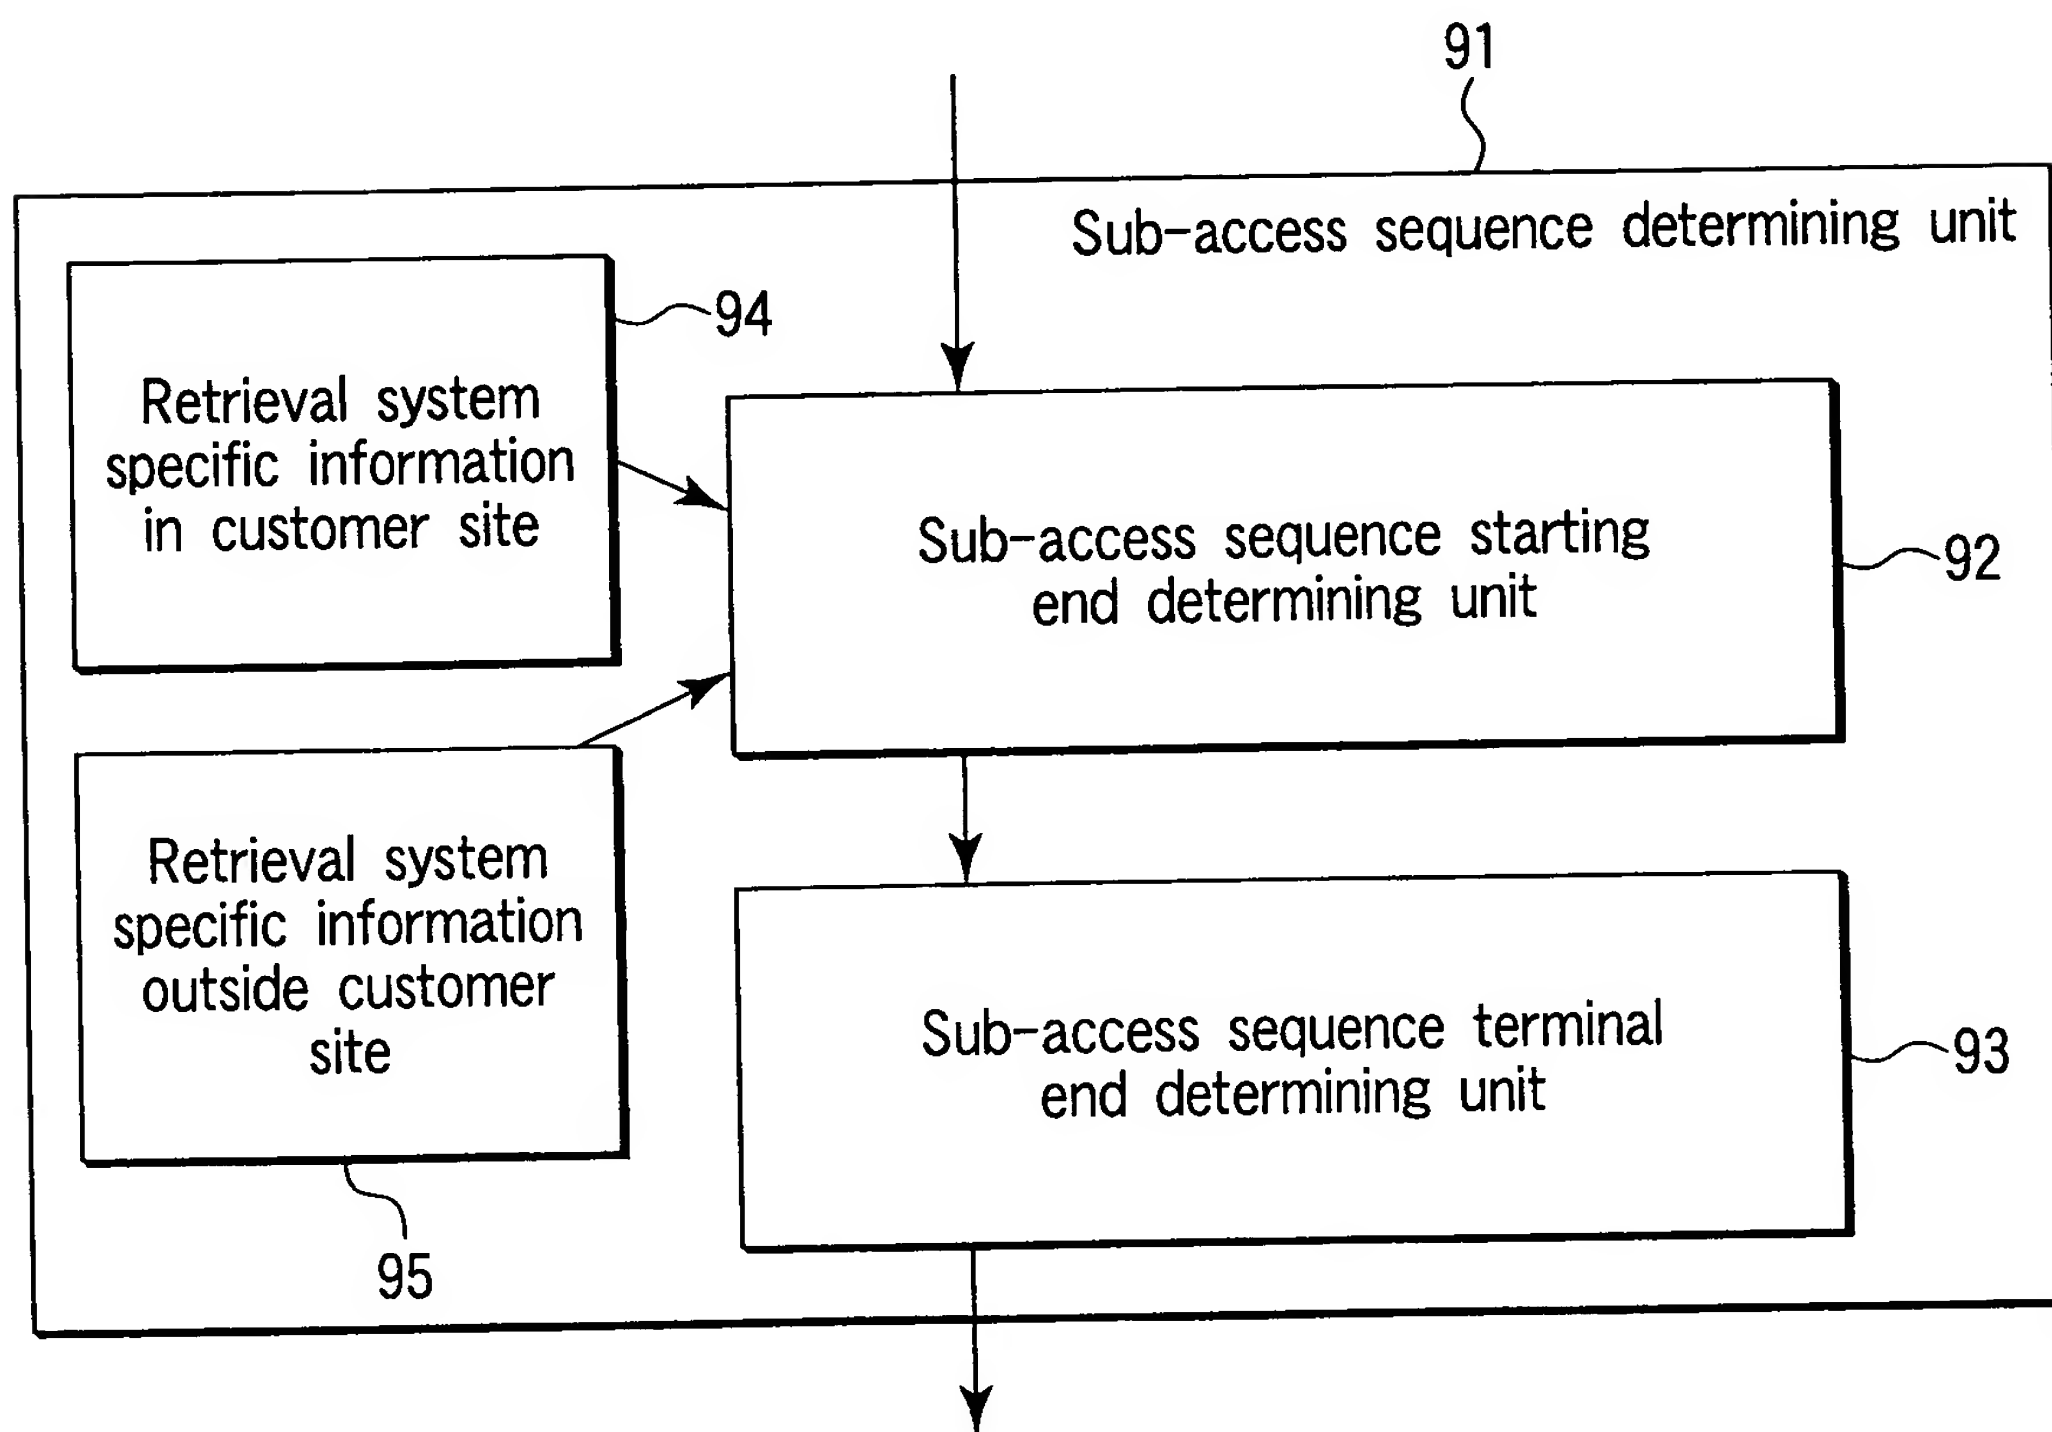 91
Sub-access sequence determining unit
94
Retrieval system
specific information
in customer site
Sub-access sequence starting
end determining unit
92
Retrieval system
specific information
outside customer
site
95
Sub-access sequence terminal
end determining unit
93